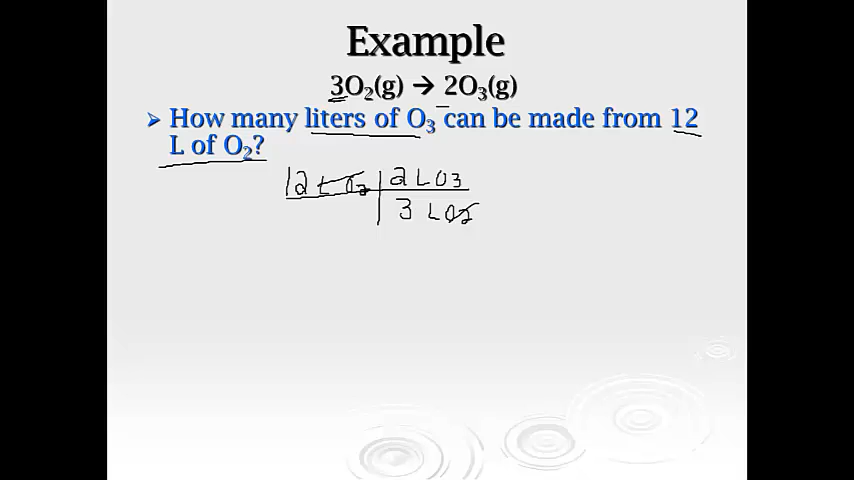 Example
3O₂(g) → 2O₃(g)
➢ How many liters of O₃ can be made from 12
L of O₂?
12 L O₂ | 2 L O3
3 L O2